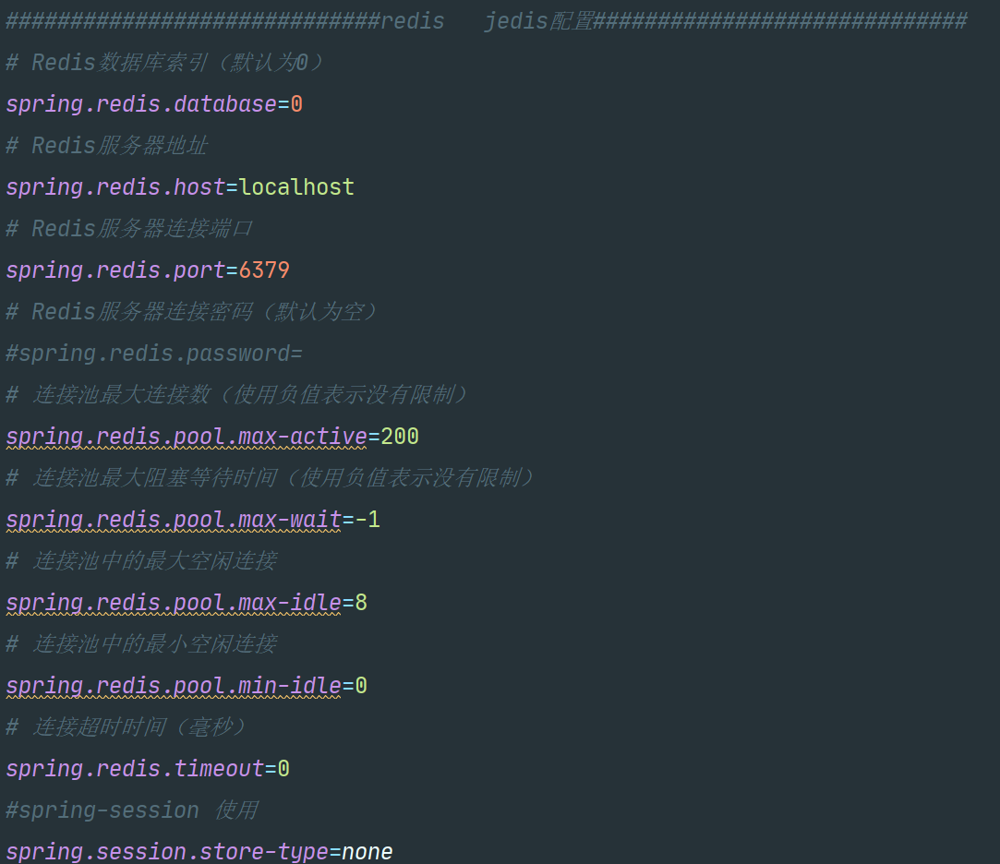 #############################redis   jedis配置#############################
# Redis数据库索引（默认为0）
spring.redis.database=0
# Redis服务器地址
spring.redis.host=localhost
# Redis服务器连接端口
spring.redis.port=6379
# Redis服务器连接密码（默认为空）
#spring.redis.password=
# 连接池最大连接数（使用负值表示没有限制）
spring.redis.pool.max-active=200
# 连接池最大阻塞等待时间（使用负值表示没有限制）
spring.redis.pool.max-wait=-1
# 连接池中的最大空闲连接
spring.redis.pool.max-idle=8
# 连接池中的最小空闲连接
spring.redis.pool.min-idle=0
# 连接超时时间（毫秒）
spring.redis.timeout=0
#spring-session 使用
spring.session.store-type=none